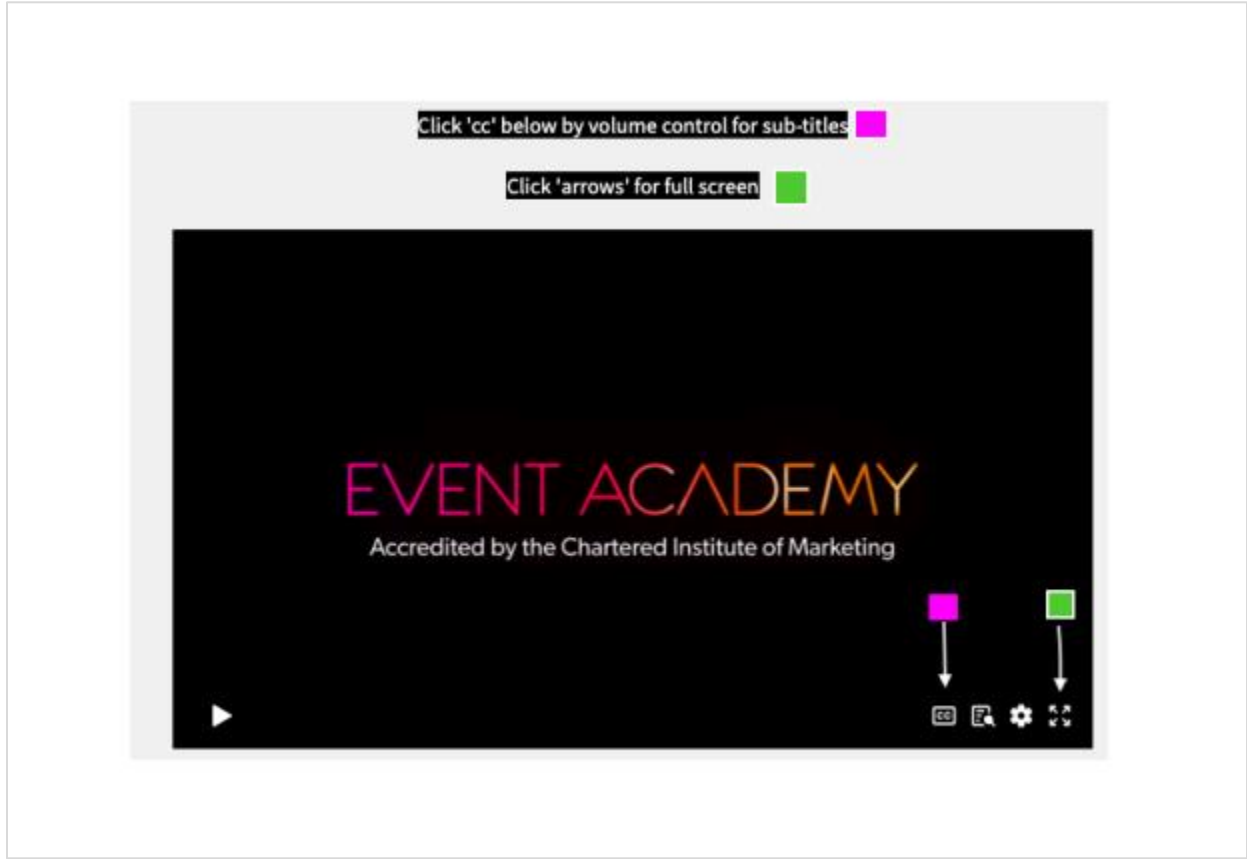 Click 'cc' below by volume control for sub-titles
Click 'arrows' for full screen
EVENT ACADEMY
Accredited by the Chartered Institute of Marketing
CC